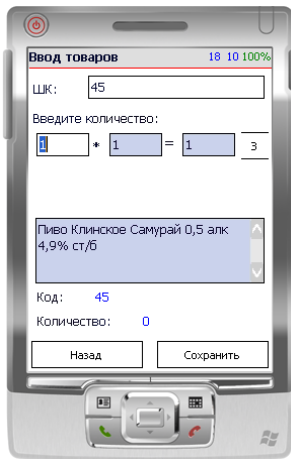 Ввод товаров 18 10 100%
ШК: 45
Введите количество:
1 * 1 = 1 3
Пиво Клинское Самурай 0,5 алк
4,9% ст/б
Код: 45
Количество: 0
Назад Сохранить